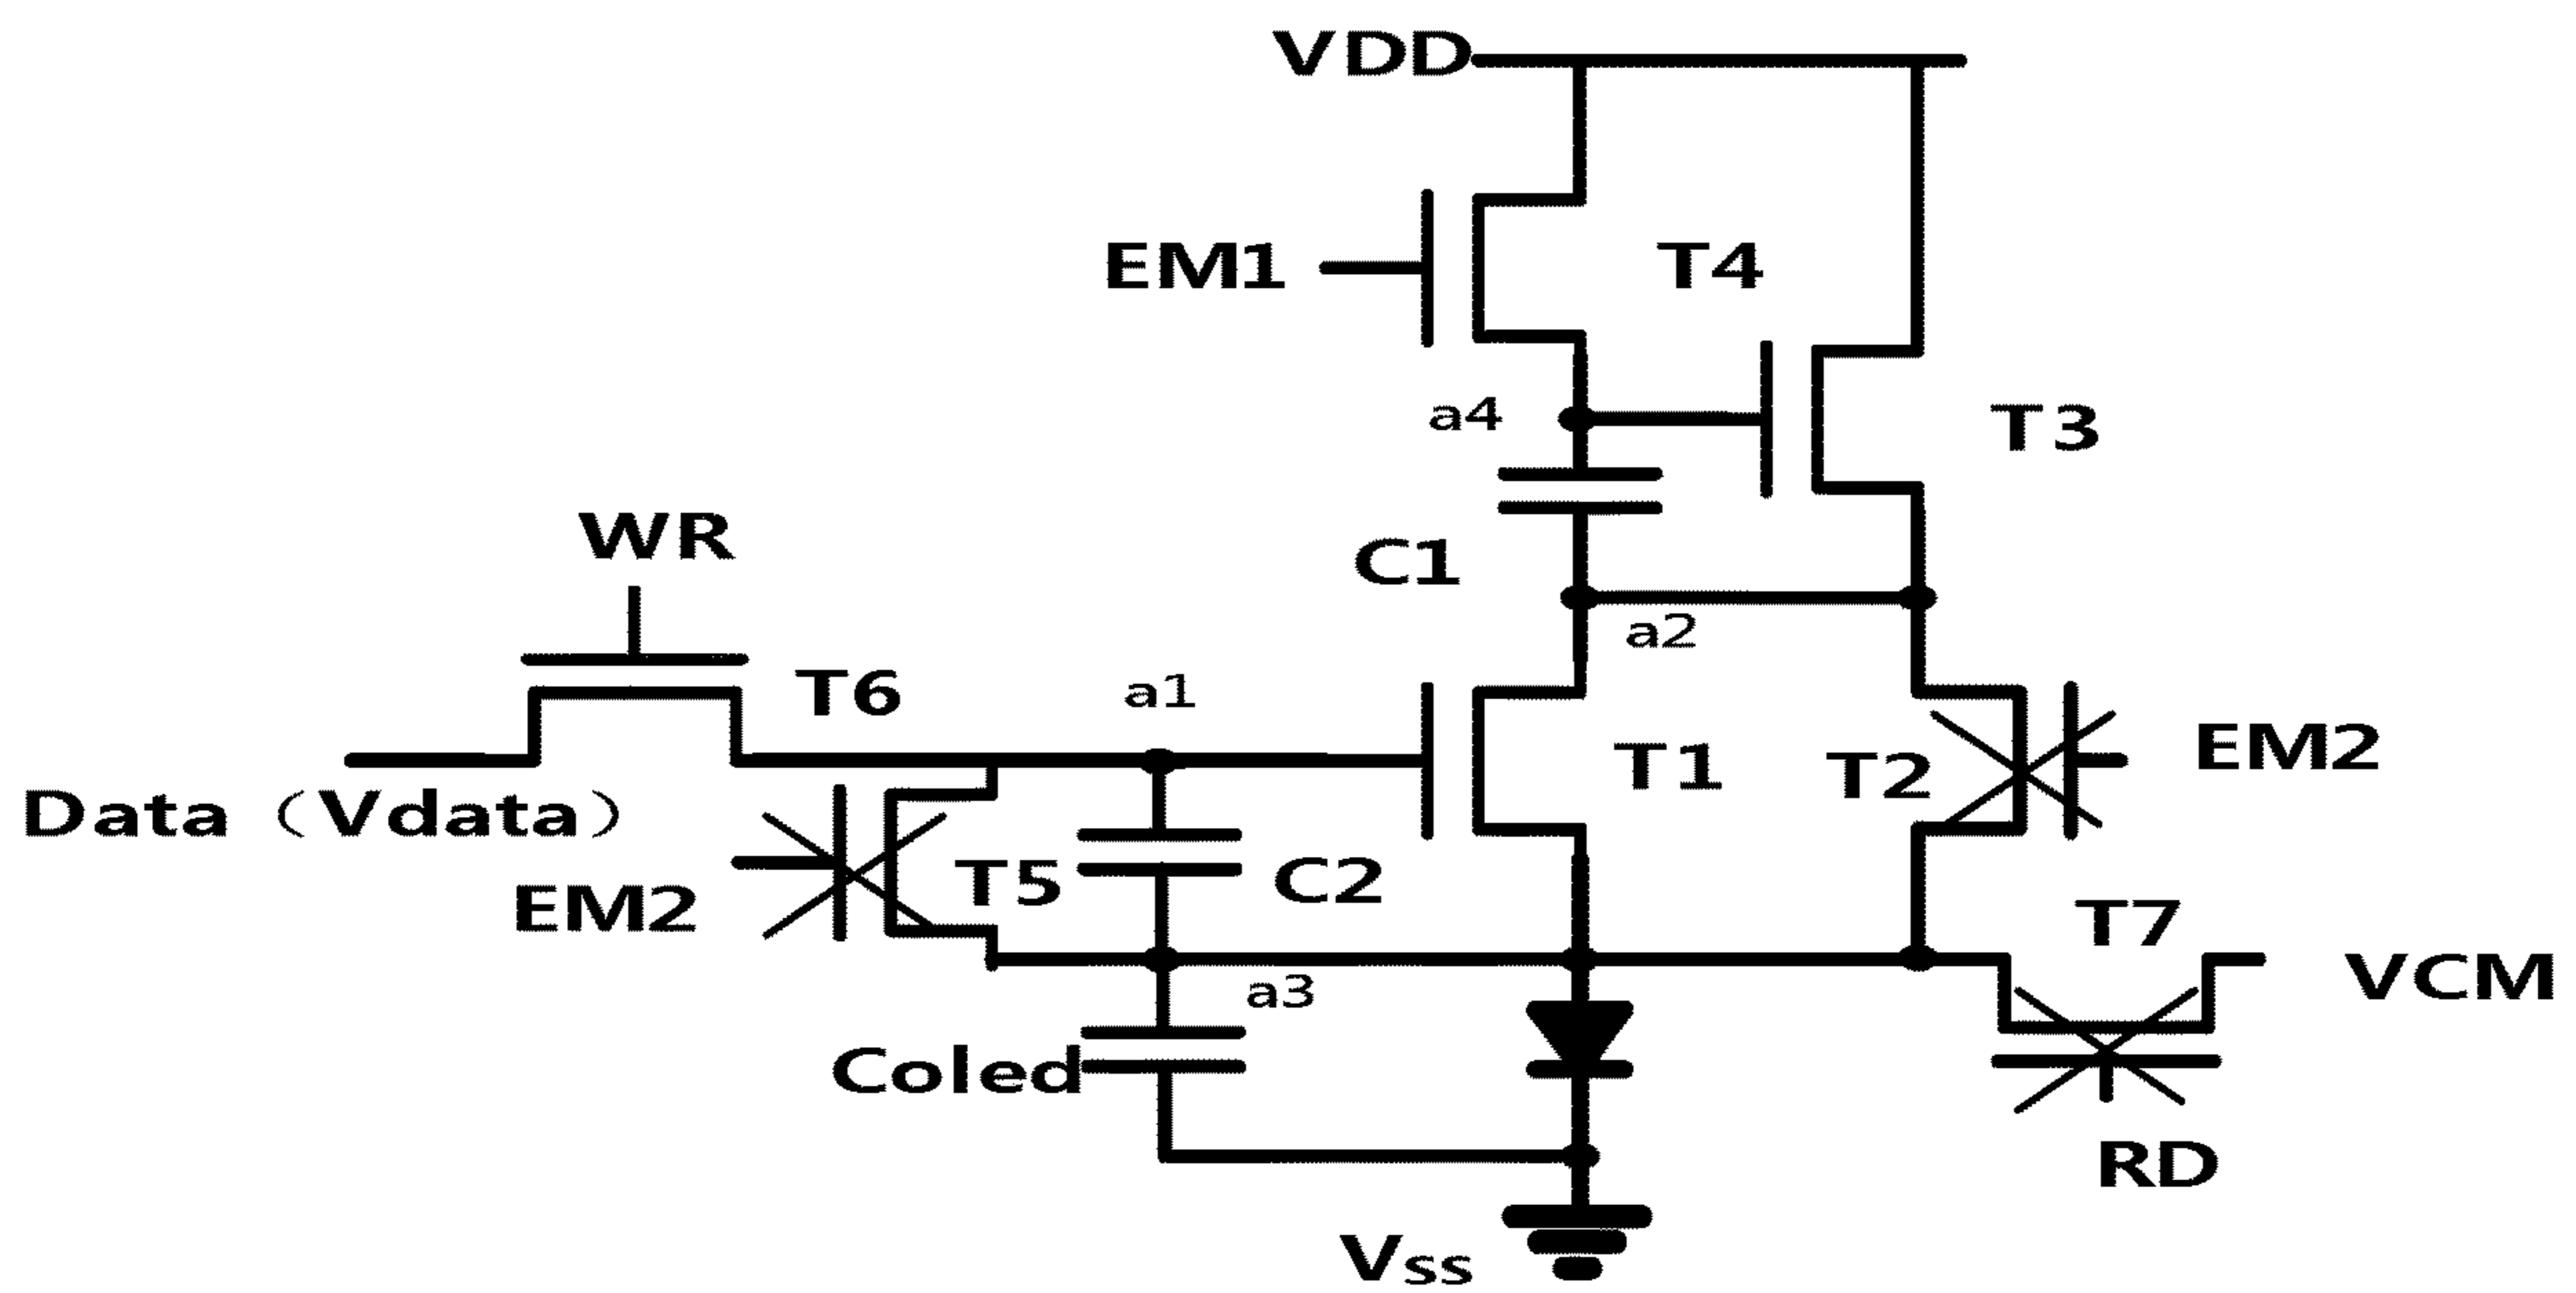 VDD
EM1
T4
a4
T3
WR
C1
a2
T6
a1
T1
T2
EM2
Data（Vdata）
T5
C2
EM2
T7
VCM
a3
Coled
RD
Vss